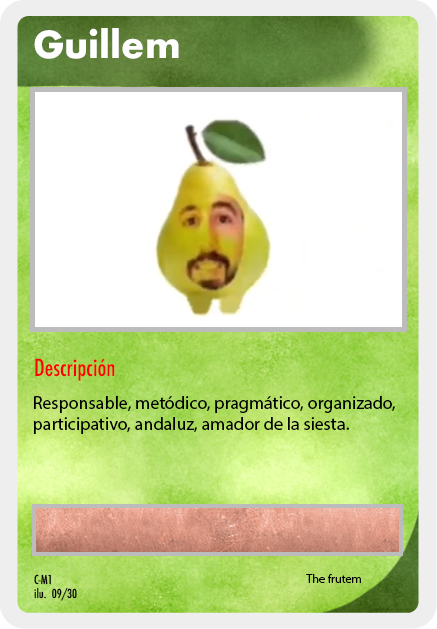 Guillem
Descripción
Responsable, metódico, pragmático, organizado,
participativo, andaluz, amador de la siesta.
C-M1
The frutem
ilu. 09/30